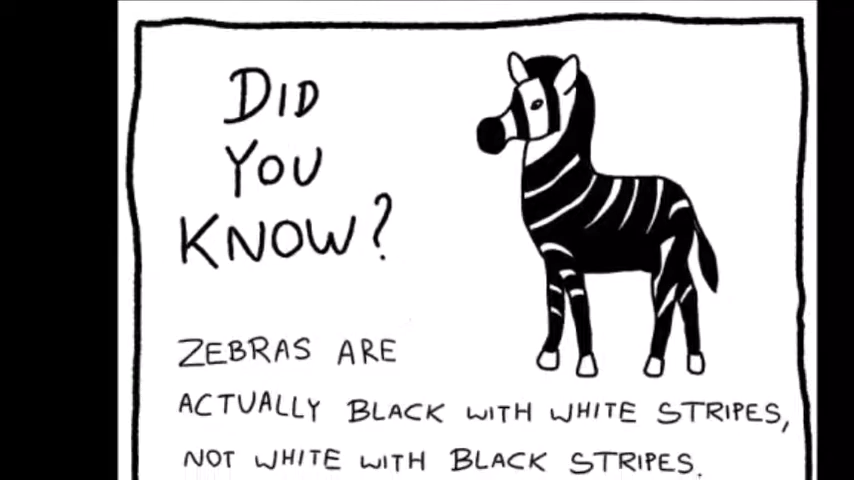 DID
YOU
KNOW?
ZEBRAS ARE
ACTUALLY BLACK WITH WHITE STRIPES,
NOT WHITE WITH BLACK STRIPES.